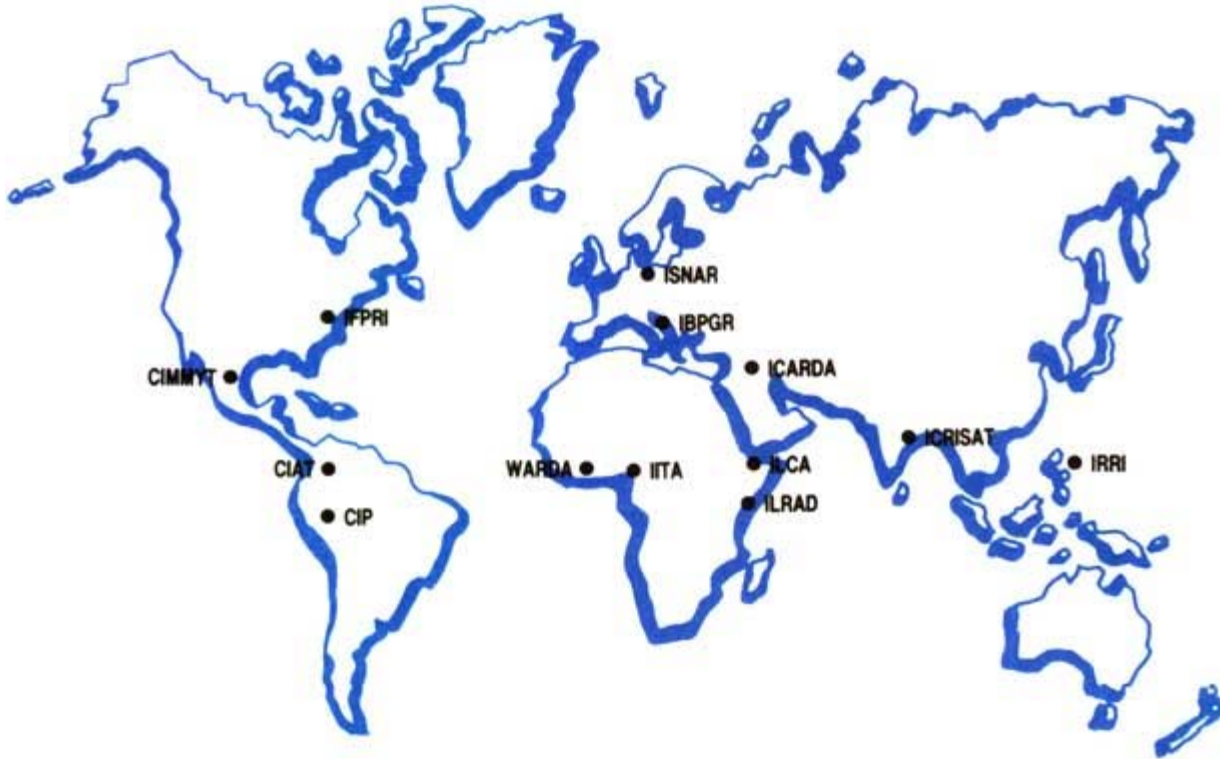 ISNAR
IFPRI
IBPGR
CIMMYT
ICARDA
ICRISAT
CIAT
WARDA
IITA
ILCA
IRRI
ILRAD
CIP